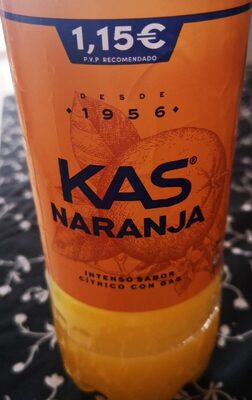 1,15€
P.V.P RECOMENDADO
DESDE
1956
KAS®
NARANJA
INTENSO SABOR
CÍTRICO CON GAS